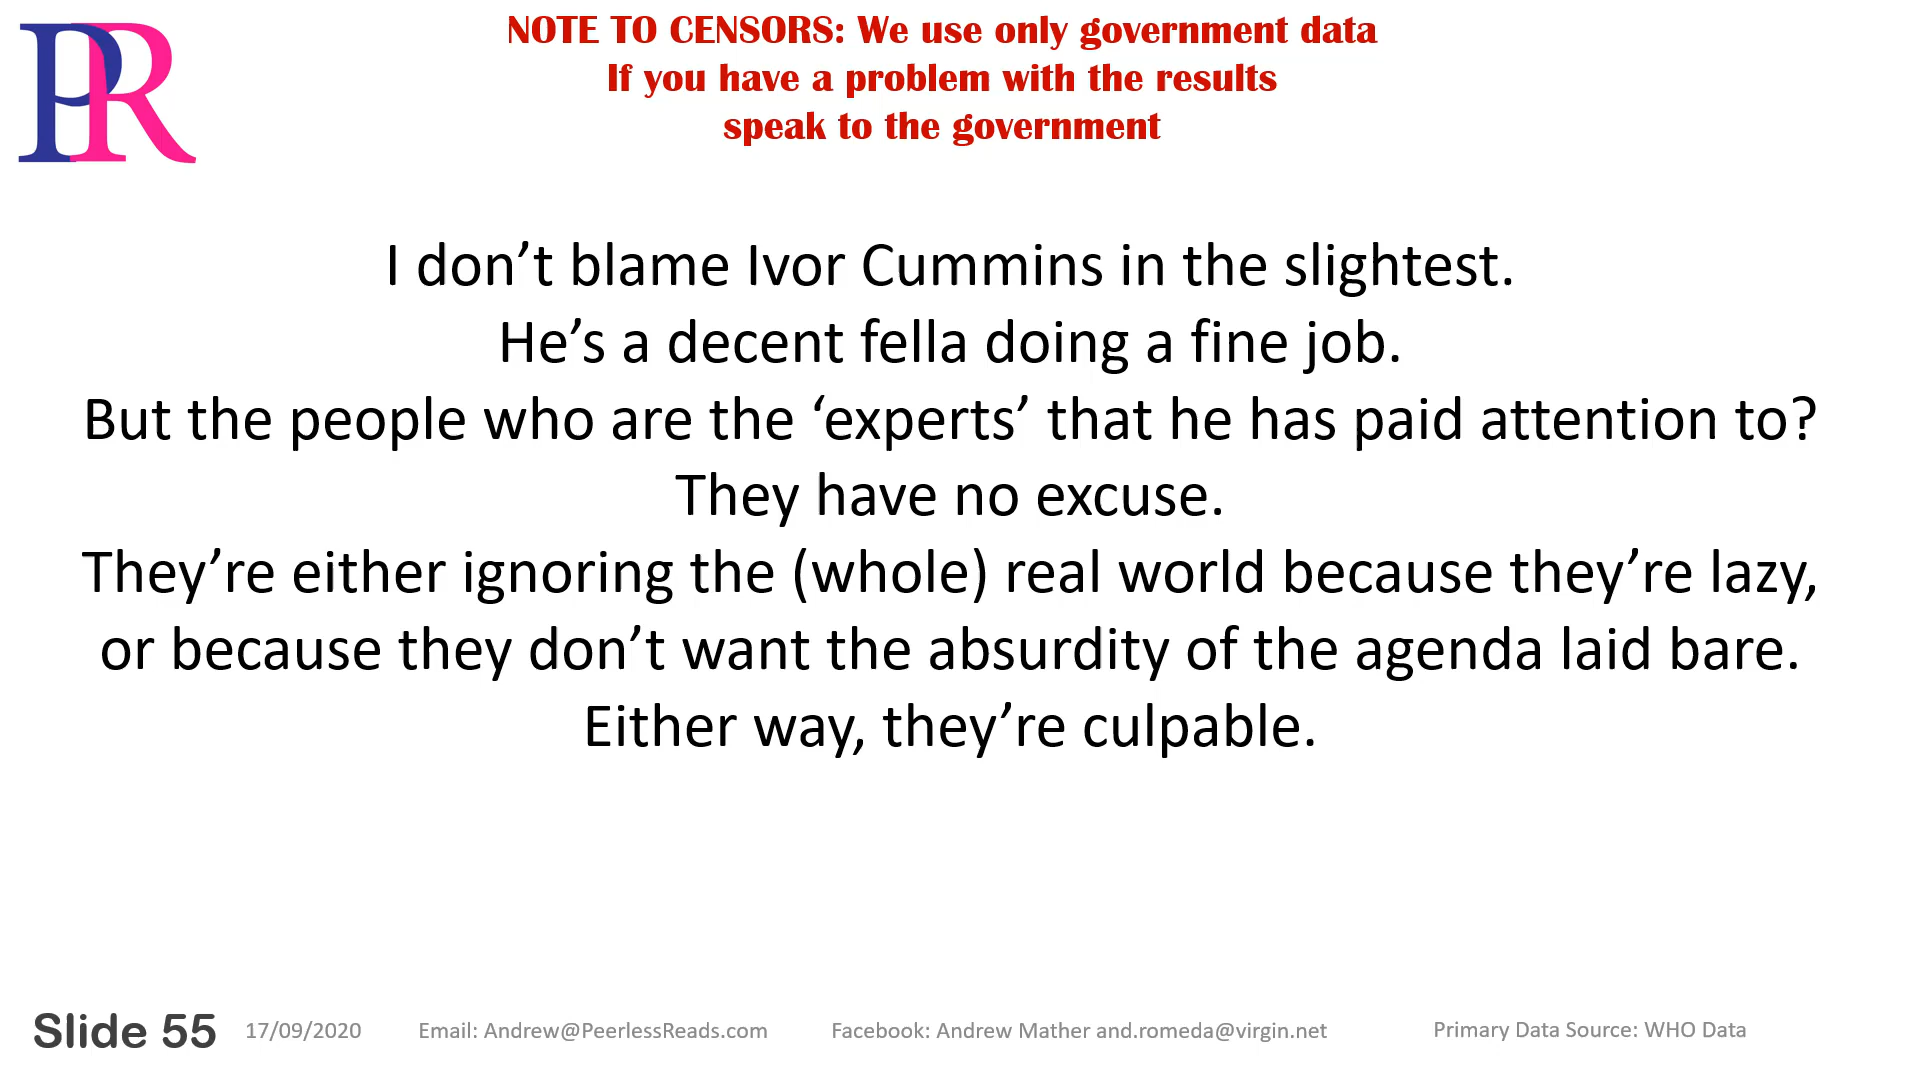 PR
NOTE TO CENSORS: We use only government data
If you have a problem with the results
speak to the government
I don’t blame Ivor Cummins in the slightest.
He’s a decent fella doing a fine job.
But the people who are the ‘experts’ that he has paid attention to?
They have no excuse.
They’re either ignoring the (whole) real world because they’re lazy,
or because they don’t want the absurdity of the agenda laid bare.
Either way, they’re culpable.
Slide 55 17/09/2020 Email: Andrew@PeerlessReads.com Facebook: Andrew Mather and.romeda@virgin.net Primary Data Source: WHO Data